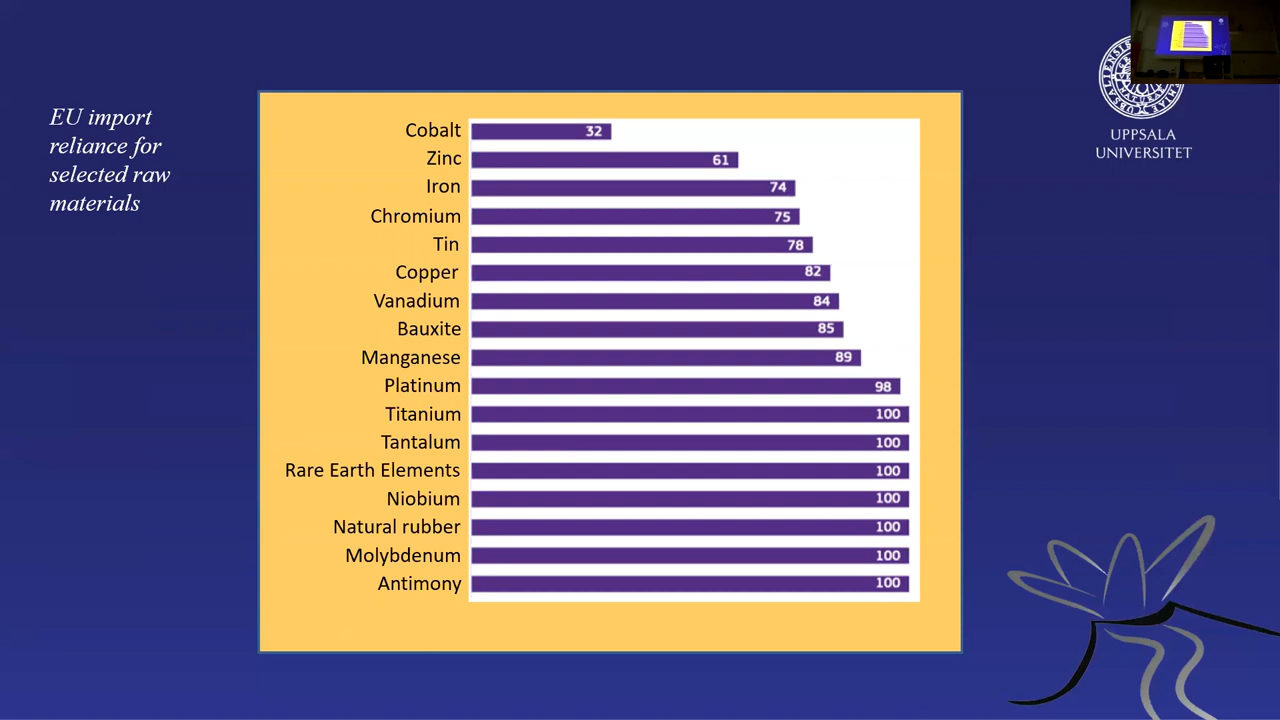 EU import
reliance for
selected raw
materials
Cobalt 32
Zinc 61
Iron 74
Chromium 75
Tin 78
Copper 82
Vanadium 84
Bauxite 85
Manganese 89
Platinum 98
Titanium 100
Tantalum 100
Rare Earth Elements 100
Niobium 100
Natural rubber 100
Molybdenum 100
Antimony 100
UPPSALA
UNIVERSITET